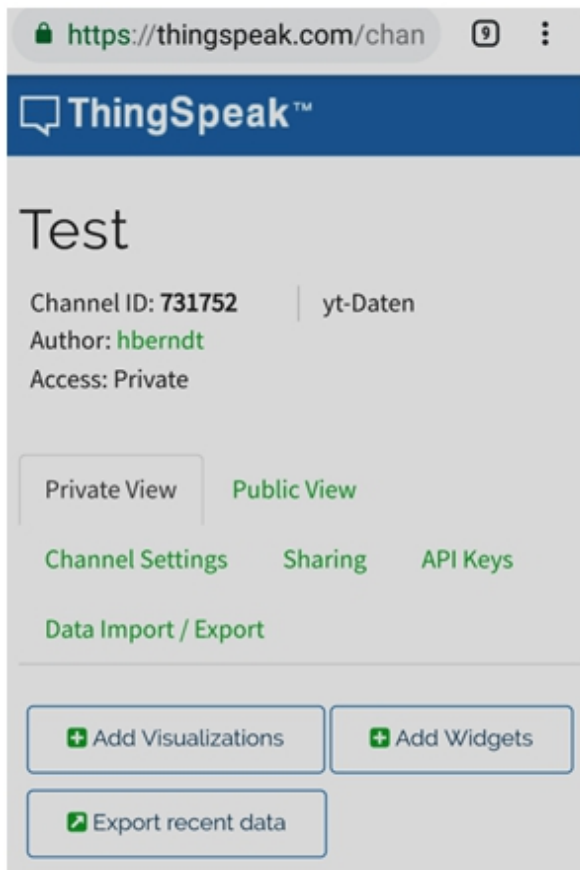 https://thingspeak.com/chan 9
ThingSpeak™
Test
Channel ID: 731752 yt-Daten
Author: hberndt
Access: Private
Private View Public View
Channel Settings Sharing API Keys
Data Import / Export
Add Visualizations Add Widgets
Export recent data